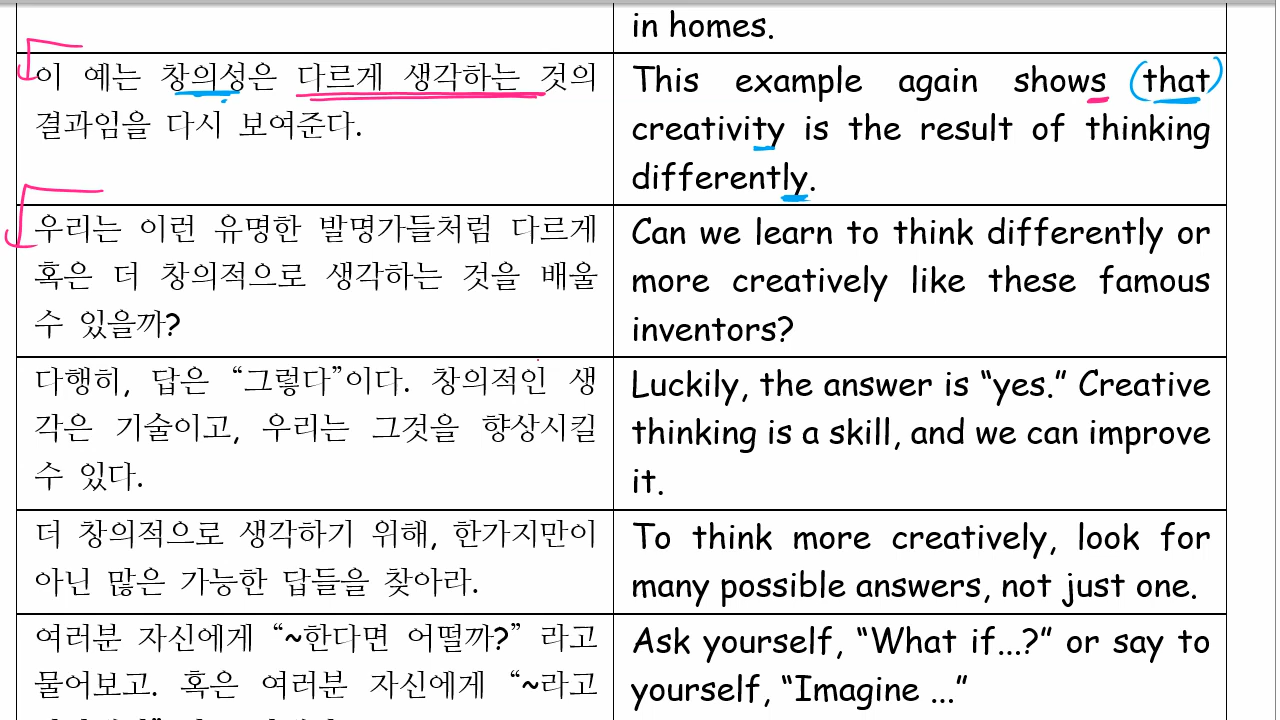 in homes.
이 예는 창의성은 다르게 생각하는 것의
결과임을 다시 보여준다.
This example again shows (that)
creativity is the result of thinking
differently.
우리는 이런 유명한 발명가들처럼 다르게
혹은 더 창의적으로 생각하는 것을 배울
수 있을까?
Can we learn to think differently or
more creatively like these famous
inventors?
다행히, 답은 “그렇다”이다. 창의적인 생
각은 기술이고, 우리는 그것을 향상시킬
수 있다.
Luckily, the answer is “yes.” Creative
thinking is a skill, and we can improve
it.
더 창의적으로 생각하기 위해, 한가지만이
아닌 많은 가능한 답들을 찾아라.
To think more creatively, look for
many possible answers, not just one.
여러분 자신에게 “~한다면 어떨까?” 라고
물어보고. 혹은 여러분 자신에게 “~라고
Ask yourself, “What if...?” or say to
yourself, “Imagine ...”